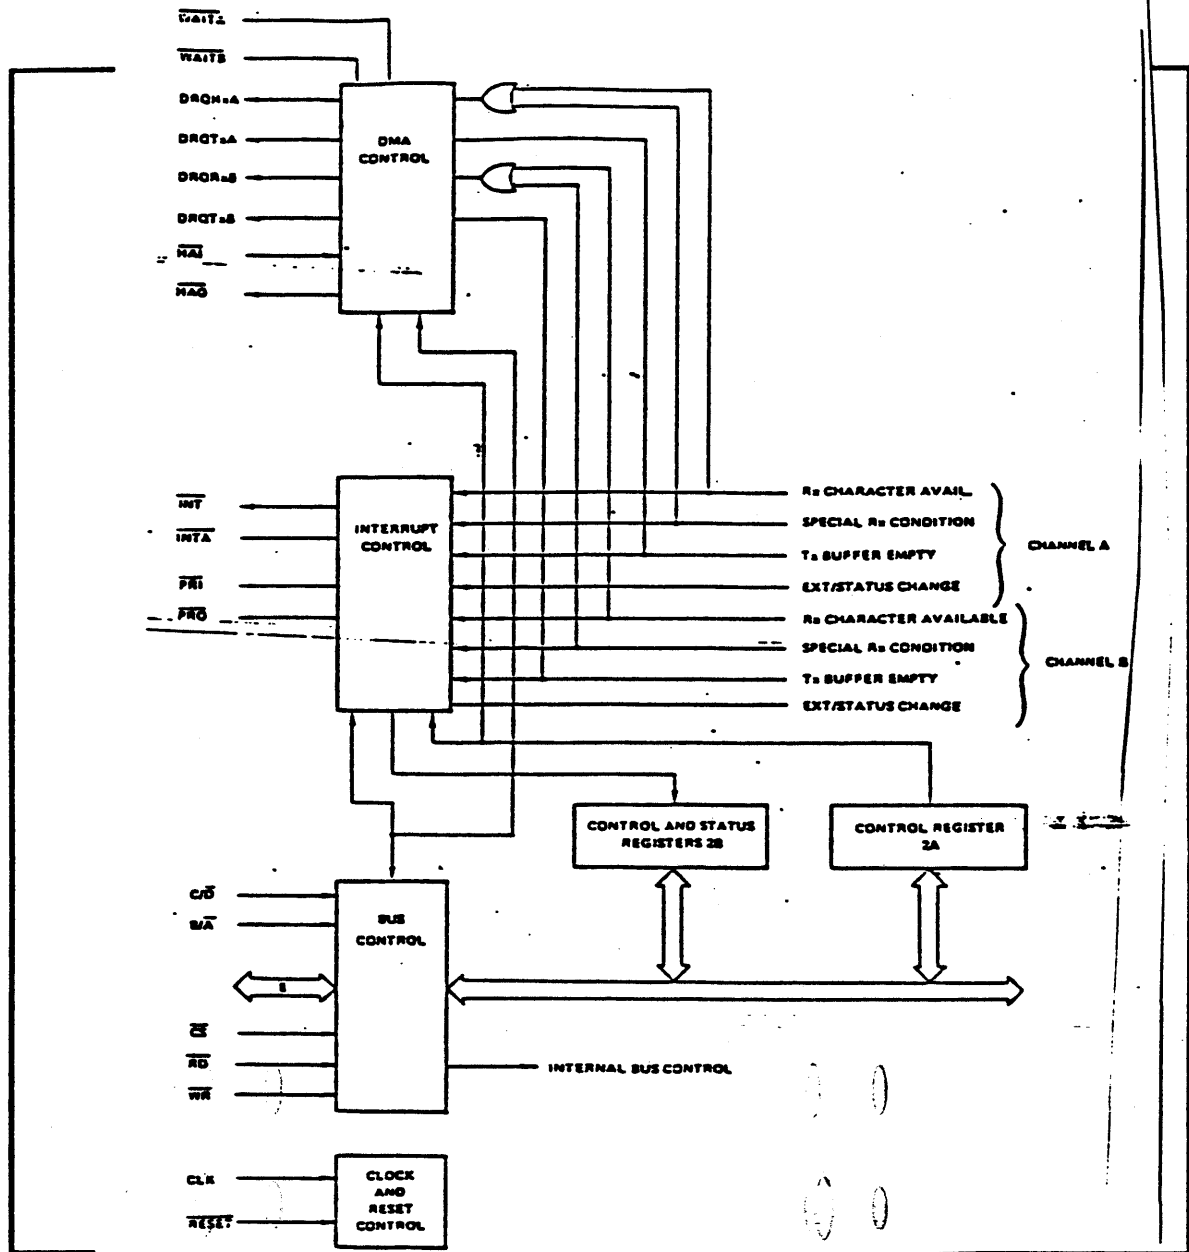 WAITA
WAITB
DRQRxA
DRQTxA
DRQRxB
DRQTxB
HAI
HAO
DMA
CONTROL
INT
INTA
PRI
PRO
INTERRUPT
CONTROL
Rx CHARACTER AVAIL.
SPECIAL Rx CONDITION
Tx BUFFER EMPTY
EXT/STATUS CHANGE
CHANNEL A
Rx CHARACTER AVAILABLE
SPECIAL Rx CONDITION
Tx BUFFER EMPTY
EXT/STATUS CHANGE
CHANNEL B
CONTROL AND STATUS
REGISTERS 2B
CONTROL REGISTER
2A
C/D
B/A
BUS
CONTROL
8
CS
RD
WR
INTERNAL BUS CONTROL
CLK
RESET
CLOCK
AND
RESET
CONTROL